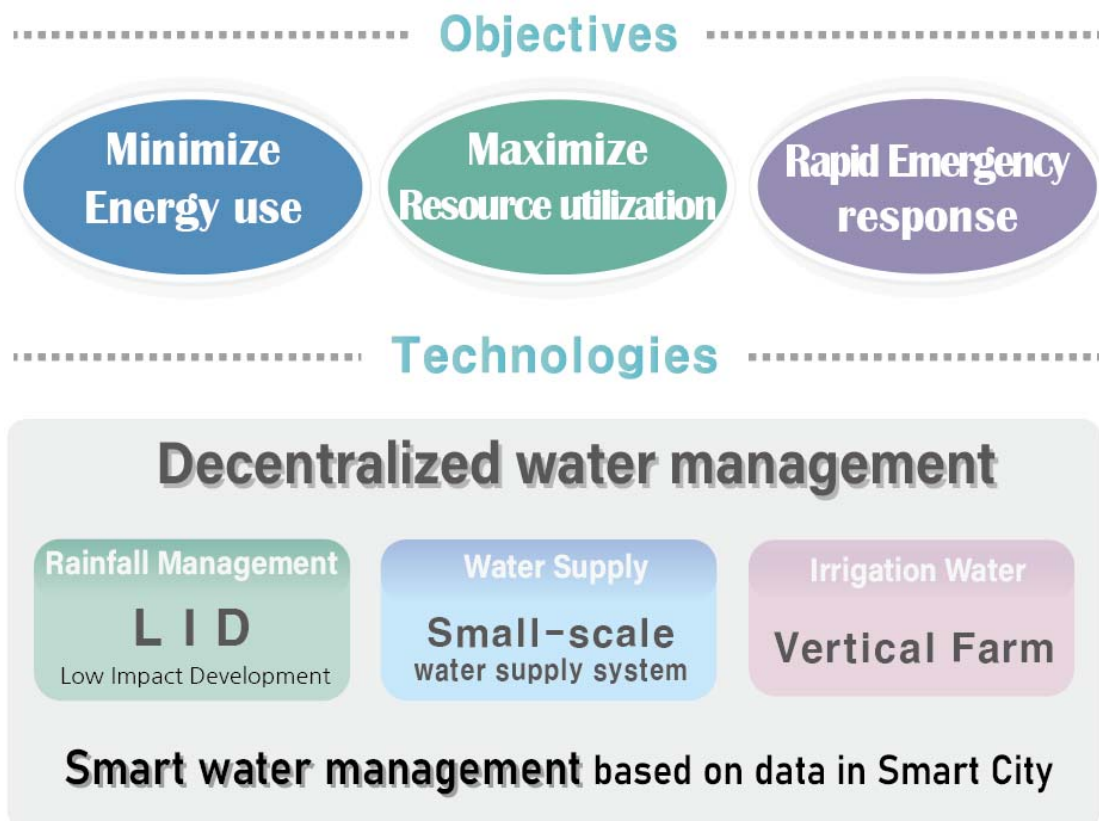 Objectives
Minimize
Energy use
Maximize
Resource utilization
Rapid Emergency
response
Technologies
Decentralized water management
Rainfall Management
L I D
Low Impact Development
Water Supply
Small-scale
water supply system
Irrigation Water
Vertical Farm
Smart water management based on data in Smart City